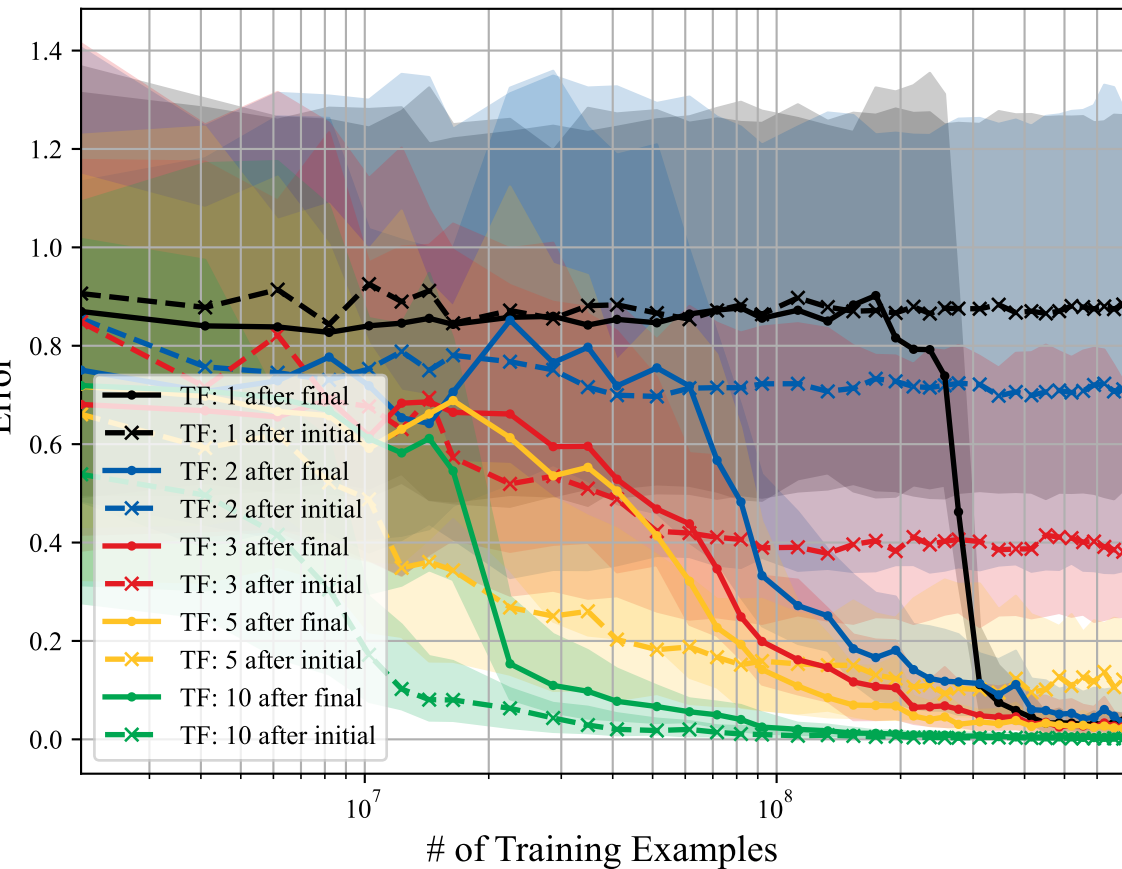 1.4
1.2
1.0
0.8
0.6
0.4
0.2
0.0
Error
TF: 1 after final
TF: 1 after initial
TF: 2 after final
TF: 2 after initial
TF: 3 after final
TF: 3 after initial
TF: 5 after final
TF: 5 after initial
TF: 10 after final
TF: 10 after initial
10⁷
10⁸
# of Training Examples